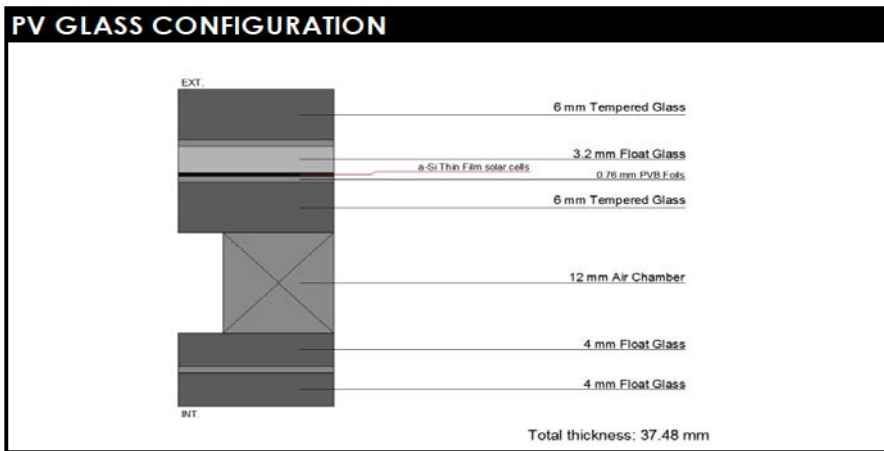 PV GLASS CONFIGURATION
EXT.
6 mm Tempered Glass
3.2 mm Float Glass
a-Si Thin Film solar cells
0.76 mm PVB Foils
6 mm Tempered Glass
12 mm Air Chamber
4 mm Float Glass
4 mm Float Glass
INT.
Total thickness: 37.48 mm